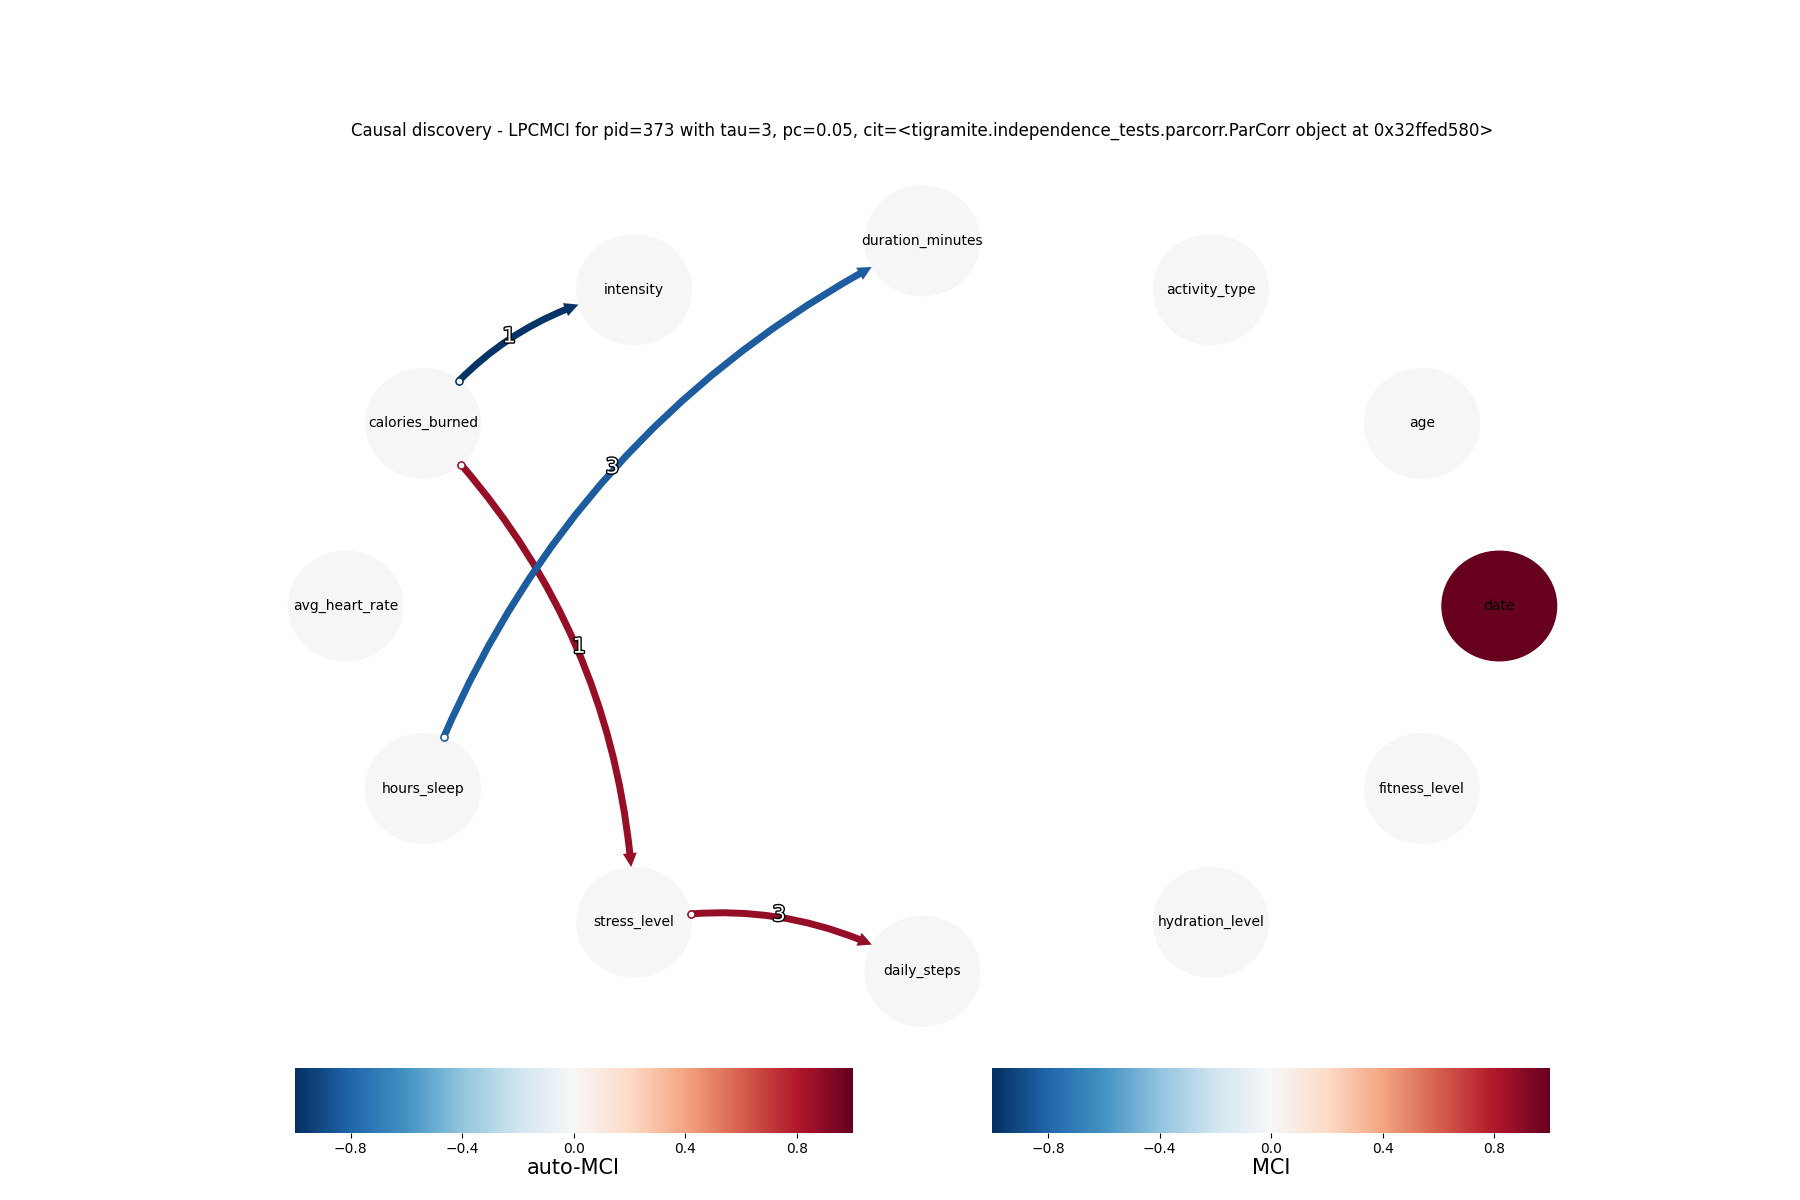 Causal discovery - LPCMCI for pid=373 with tau=3, pc=0.05, cit=<tigramite.independence_tests.parcorr.ParCorr object at 0x32ffed580>
duration_minutes
intensity
activity_type
1
calories_burned
age
3
avg_heart_rate
date
1
hours_sleep
fitness_level
3
stress_level
hydration_level
daily_steps
−0.8 −0.4 0.0 0.4 0.8
auto-MCI
−0.8 −0.4 0.0 0.4 0.8
MCI